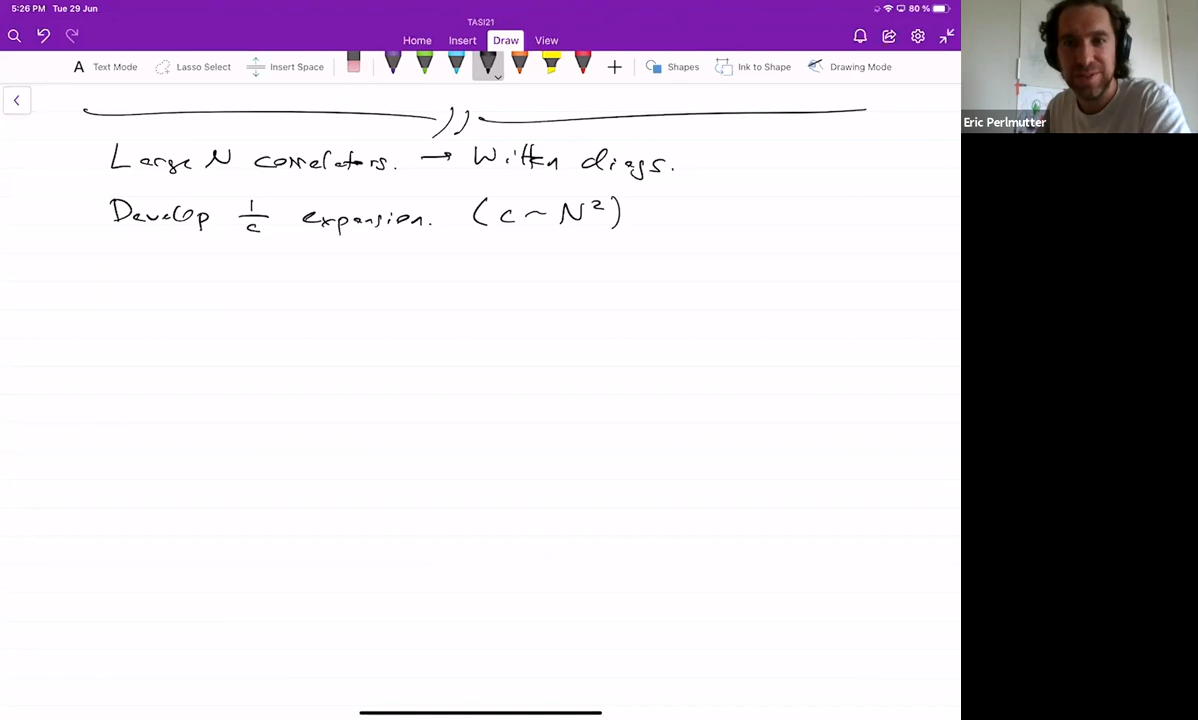 5:26 PM Tue 29 Jun
80 %
TASI21
Home Insert Draw View
A Text Mode Lasso Select Insert Space Shapes Ink to Shape Drawing Mode
Eric Perlmutter
Large N correlators. → Witten diags.
Develop 1/c expansion. (c ~ N²)